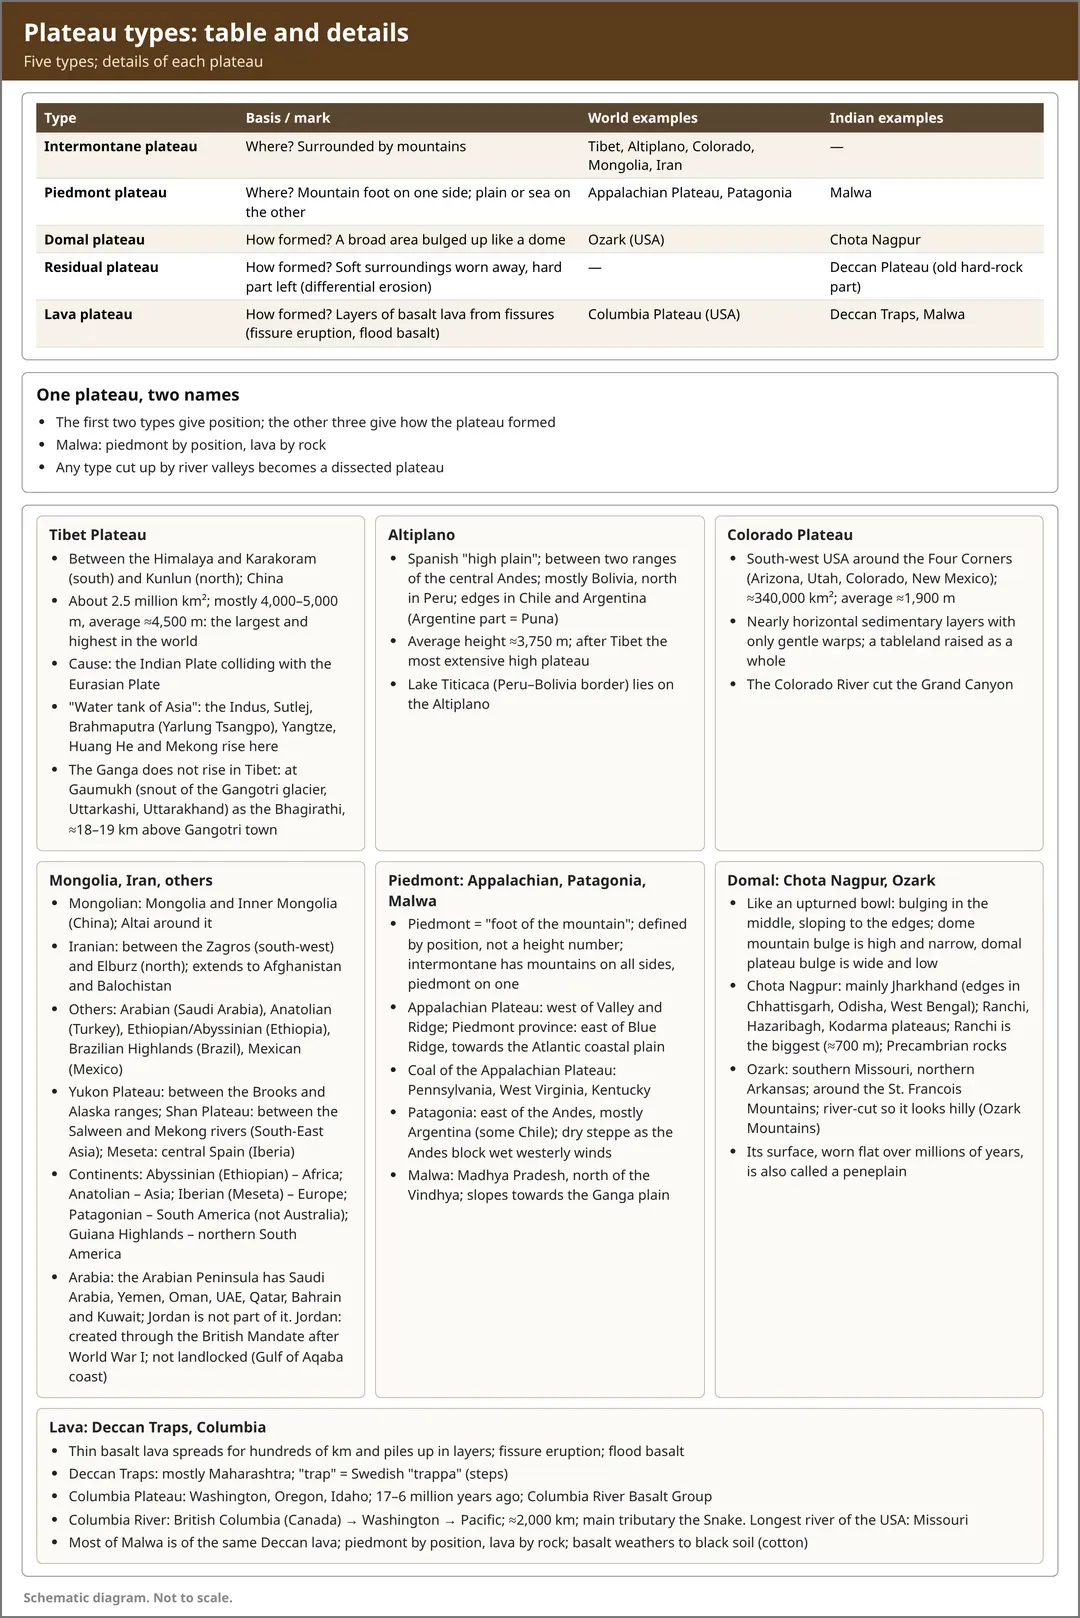 Plateau types: table and details
Five types; details of each plateau
Type Basis / mark World examples Indian examples
Intermontane plateau Where? Surrounded by mountains Tibet, Altiplano, Colorado, Mongolia, Iran —
Piedmont plateau Where? Mountain foot on one side; plain or sea on the other Appalachian Plateau, Patagonia Malwa
Domal plateau How formed? A broad area bulged up like a dome Ozark (USA) Chota Nagpur
Residual plateau How formed? Soft surroundings worn away, hard part left (differential erosion) — Deccan Plateau (old hard-rock part)
Lava plateau How formed? Layers of basalt lava from fissures (fissure eruption, flood basalt) Columbia Plateau (USA) Deccan Traps, Malwa
One plateau, two names
• The first two types give position; the other three give how the plateau formed
• Malwa: piedmont by position, lava by rock
• Any type cut up by river valleys becomes a dissected plateau
Tibet Plateau
• Between the Himalaya and Karakoram
(south) and Kunlun (north); China
• About 2.5 million km²; mostly 4,000–5,000
m, average ≈4,500 m: the largest and
highest in the world
• Cause: the Indian Plate colliding with the
Eurasian Plate
• "Water tank of Asia": the Indus, Sutlej,
Brahmaputra (Yarlung Tsangpo), Yangtze,
Huang He and Mekong rise here
• The Ganga does not rise in Tibet: at
Gaumukh (snout of the Gangotri glacier,
Uttarkashi, Uttarakhand) as the Bhagirathi,
≈18–19 km above Gangotri town
Altiplano
• Spanish "high plain"; between two ranges
of the central Andes; mostly Bolivia, north
in Peru; edges in Chile and Argentina
(Argentine part = Puna)
• Average height ≈3,750 m; after Tibet the
most extensive high plateau
• Lake Titicaca (Peru–Bolivia border) lies on
the Altiplano
Colorado Plateau
• South-west USA around the Four Corners
(Arizona, Utah, Colorado, New Mexico);
≈340,000 km²; average ≈1,900 m
• Nearly horizontal sedimentary layers with
only gentle warps; a tableland raised as a
whole
• The Colorado River cut the Grand Canyon
Mongolia, Iran, others
• Mongolian: Mongolia and Inner Mongolia
(China); Altai around it
• Iranian: between the Zagros (south-west)
and Elburz (north); extends to Afghanistan
and Balochistan
• Others: Arabian (Saudi Arabia), Anatolian
(Turkey), Ethiopian/Abyssinian (Ethiopia),
Brazilian Highlands (Brazil), Mexican
(Mexico)
• Yukon Plateau: between the Brooks and
Alaska ranges; Shan Plateau: between the
Salween and Mekong rivers (South-East
Asia); Meseta: central Spain (Iberia)
• Continents: Abyssinian (Ethiopian) – Africa;
Anatolian – Asia; Iberian (Meseta) – Europe;
Patagonian – South America (not Australia);
Guiana Highlands – northern South
America
• Arabia: the Arabian Peninsula has Saudi
Arabia, Yemen, Oman, UAE, Qatar, Bahrain
and Kuwait; Jordan is not part of it. Jordan:
created through the British Mandate after
World War I; not landlocked (Gulf of Aqaba
coast)
Piedmont: Appalachian, Patagonia,
Malwa
• Piedmont = "foot of the mountain"; defined
by position, not a height number;
intermontane has mountains on all sides,
piedmont on one
• Appalachian Plateau: west of Valley and
Ridge; Piedmont province: east of Blue
Ridge, towards the Atlantic coastal plain
• Coal of the Appalachian Plateau:
Pennsylvania, West Virginia, Kentucky
• Patagonia: east of the Andes, mostly
Argentina (some Chile); dry steppe as the
Andes block wet westerly winds
• Malwa: Madhya Pradesh, north of the
Vindhya; slopes towards the Ganga plain
Domal: Chota Nagpur, Ozark
• Like an upturned bowl: bulging in the
middle, sloping to the edges; dome
mountain bulge is high and narrow, domal
plateau bulge is wide and low
• Chota Nagpur: mainly Jharkhand (edges in
Chhattisgarh, Odisha, West Bengal); Ranchi,
Hazaribagh, Kodarma plateaus; Ranchi is
the biggest (≈700 m); Precambrian rocks
• Ozark: southern Missouri, northern
Arkansas; around the St. Francois
Mountains; river-cut so it looks hilly (Ozark
Mountains)
• Its surface, worn flat over millions of years,
is also called a peneplain
Lava: Deccan Traps, Columbia
• Thin basalt lava spreads for hundreds of km and piles up in layers; fissure eruption; flood basalt
• Deccan Traps: mostly Maharashtra; "trap" = Swedish "trappa" (steps)
• Columbia Plateau: Washington, Oregon, Idaho; 17–6 million years ago; Columbia River Basalt Group
• Columbia River: British Columbia (Canada) → Washington → Pacific; ≈2,000 km; main tributary the Snake. Longest river of the USA: Missouri
• Most of Malwa is of the same Deccan lava; piedmont by position, lava by rock; basalt weathers to black soil (cotton)
Schematic diagram. Not to scale.